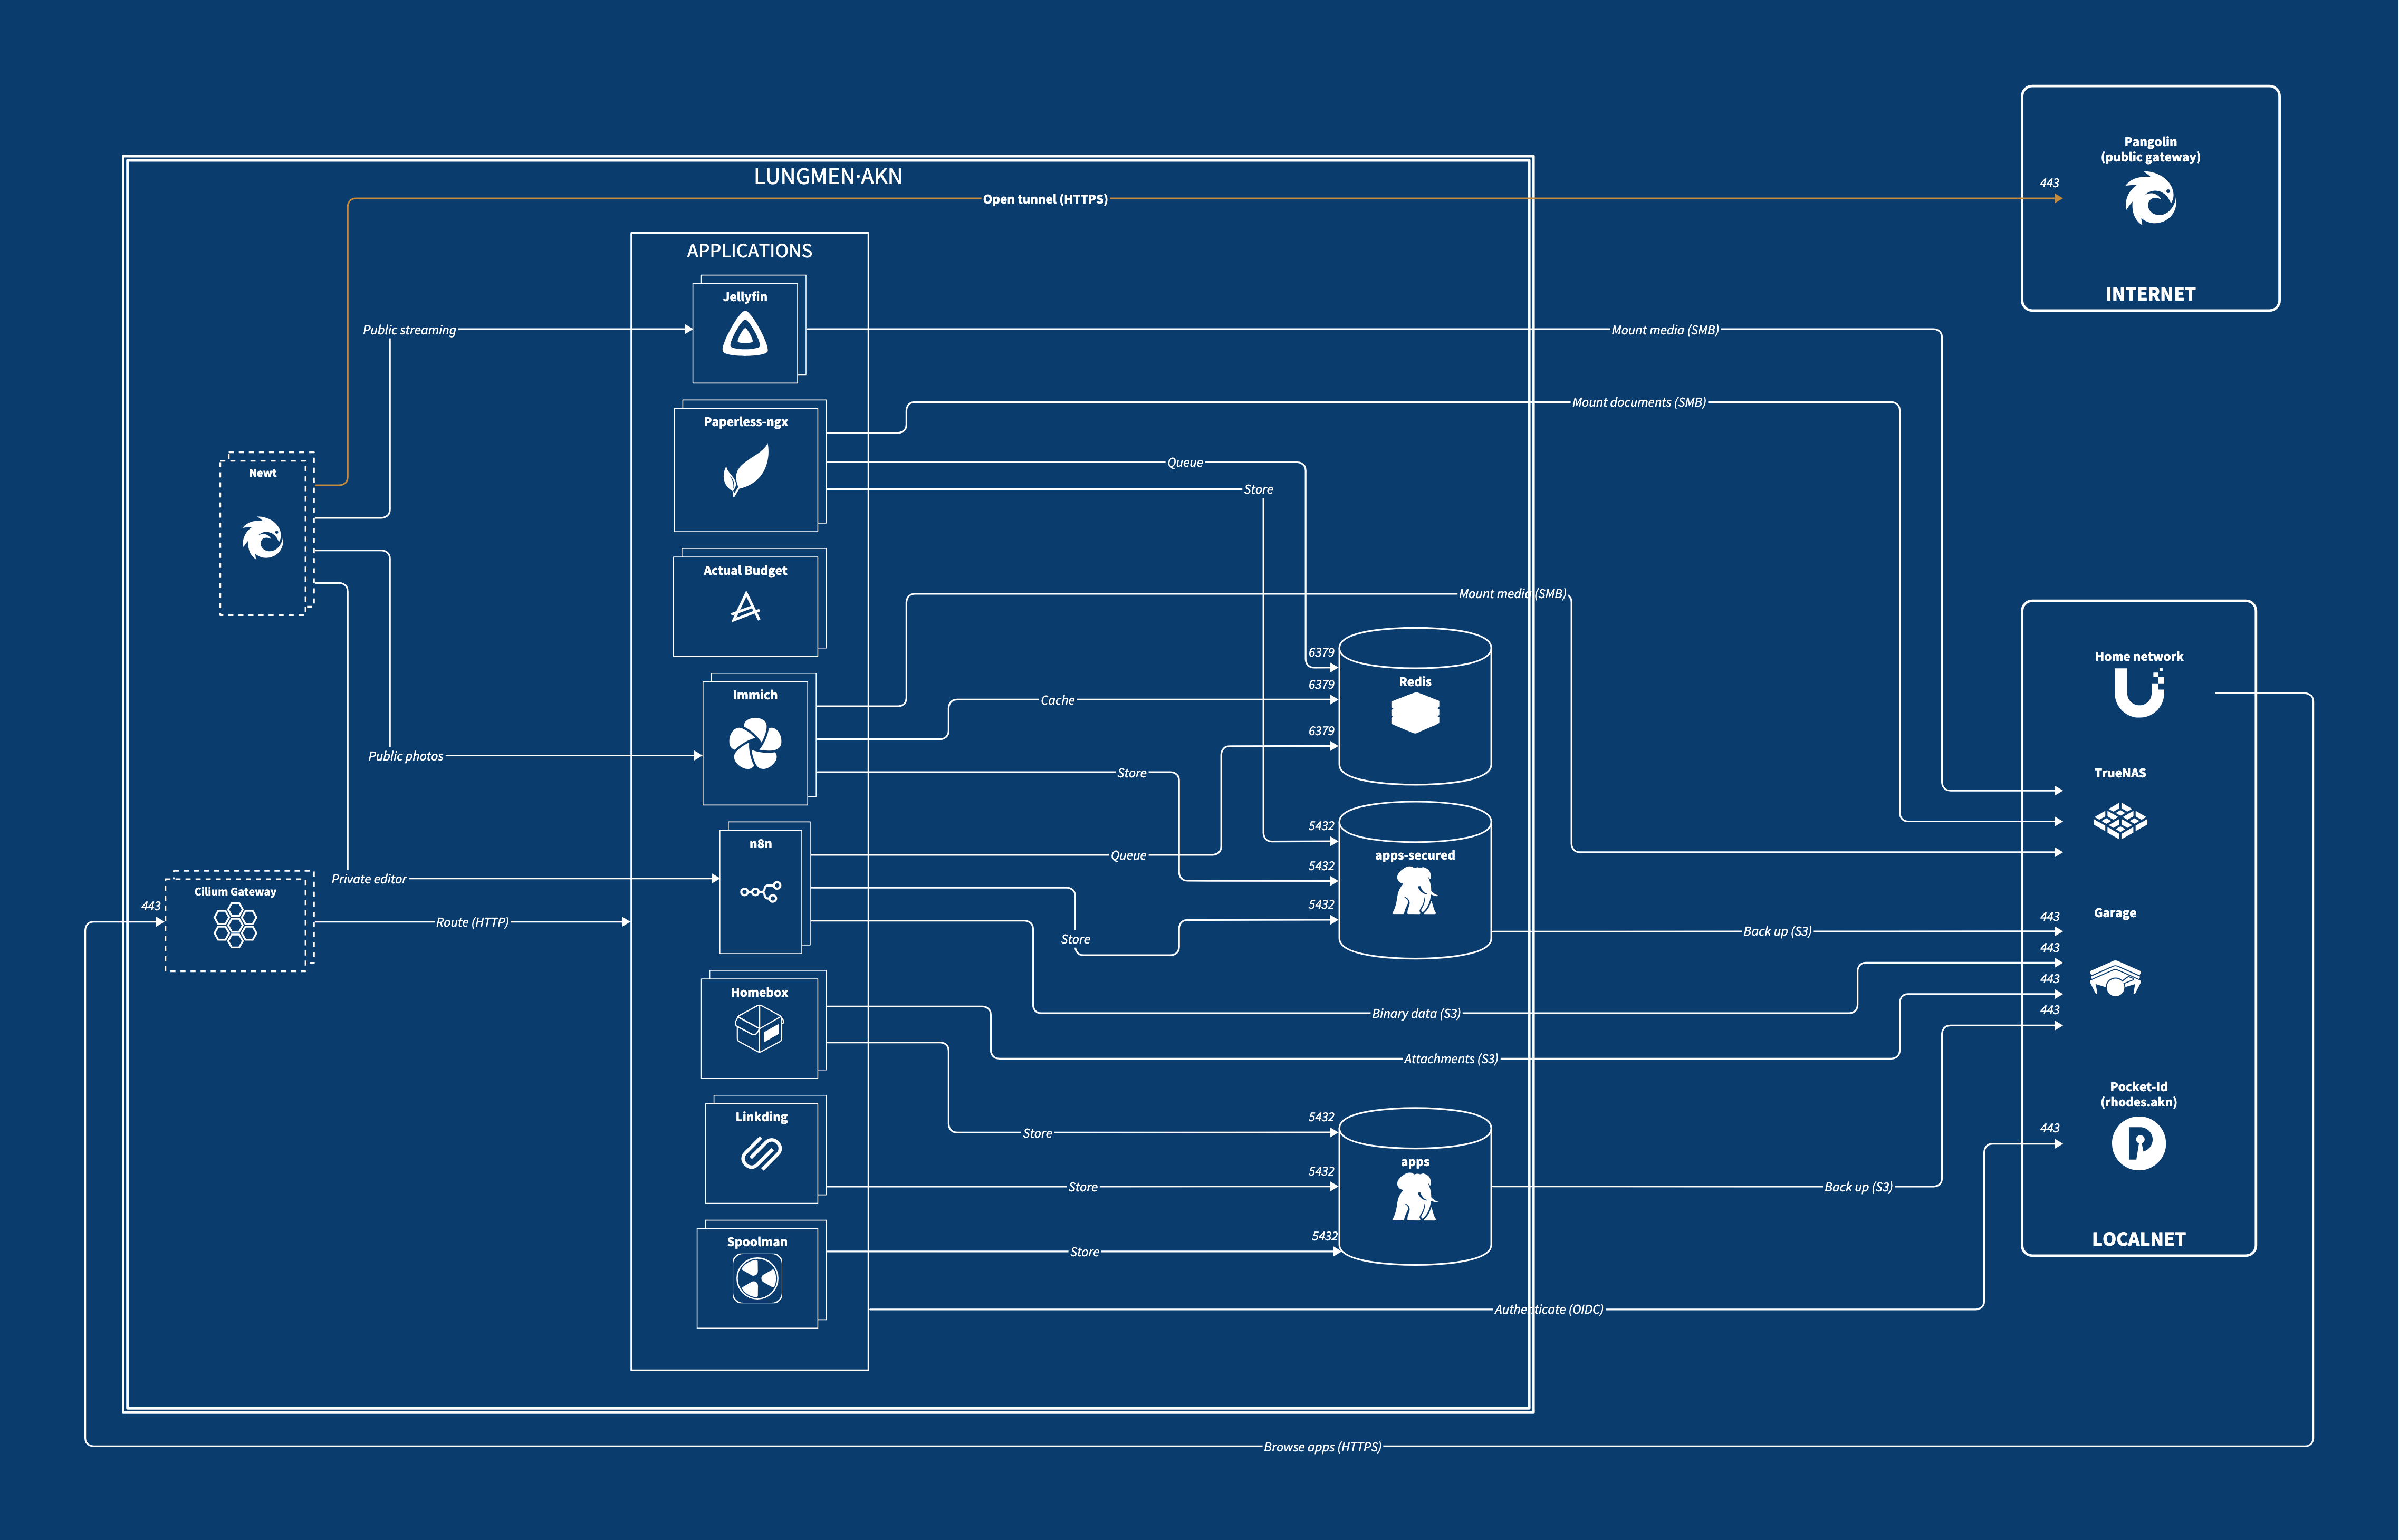 Pangolin
(public gateway)
443
INTERNET
LUNGMEN·AKN
Open tunnel (HTTPS)
APPLICATIONS
Jellyfin
Public streaming
Mount media (SMB)
Paperless-ngx
Mount documents (SMB)
Queue
Store
Newt
Actual Budget
Mount media (SMB)
Immich
Cache
Store
Public photos
6379
6379
6379
Redis
n8n
Queue
Store
Private editor
5432
5432
5432
apps-secured
Cilium Gateway
443
Route (HTTP)
Back up (S3)
Binary data (S3)
Homebox
Attachments (S3)
Store
Linkding
Store
Spoolman
Store
5432
5432
5432
apps
Back up (S3)
Authenticate (OIDC)
Home network
TrueNAS
Garage
443
443
443
443
Pocket-Id
(rhodes.akn)
443
LOCALNET
Browse apps (HTTPS)